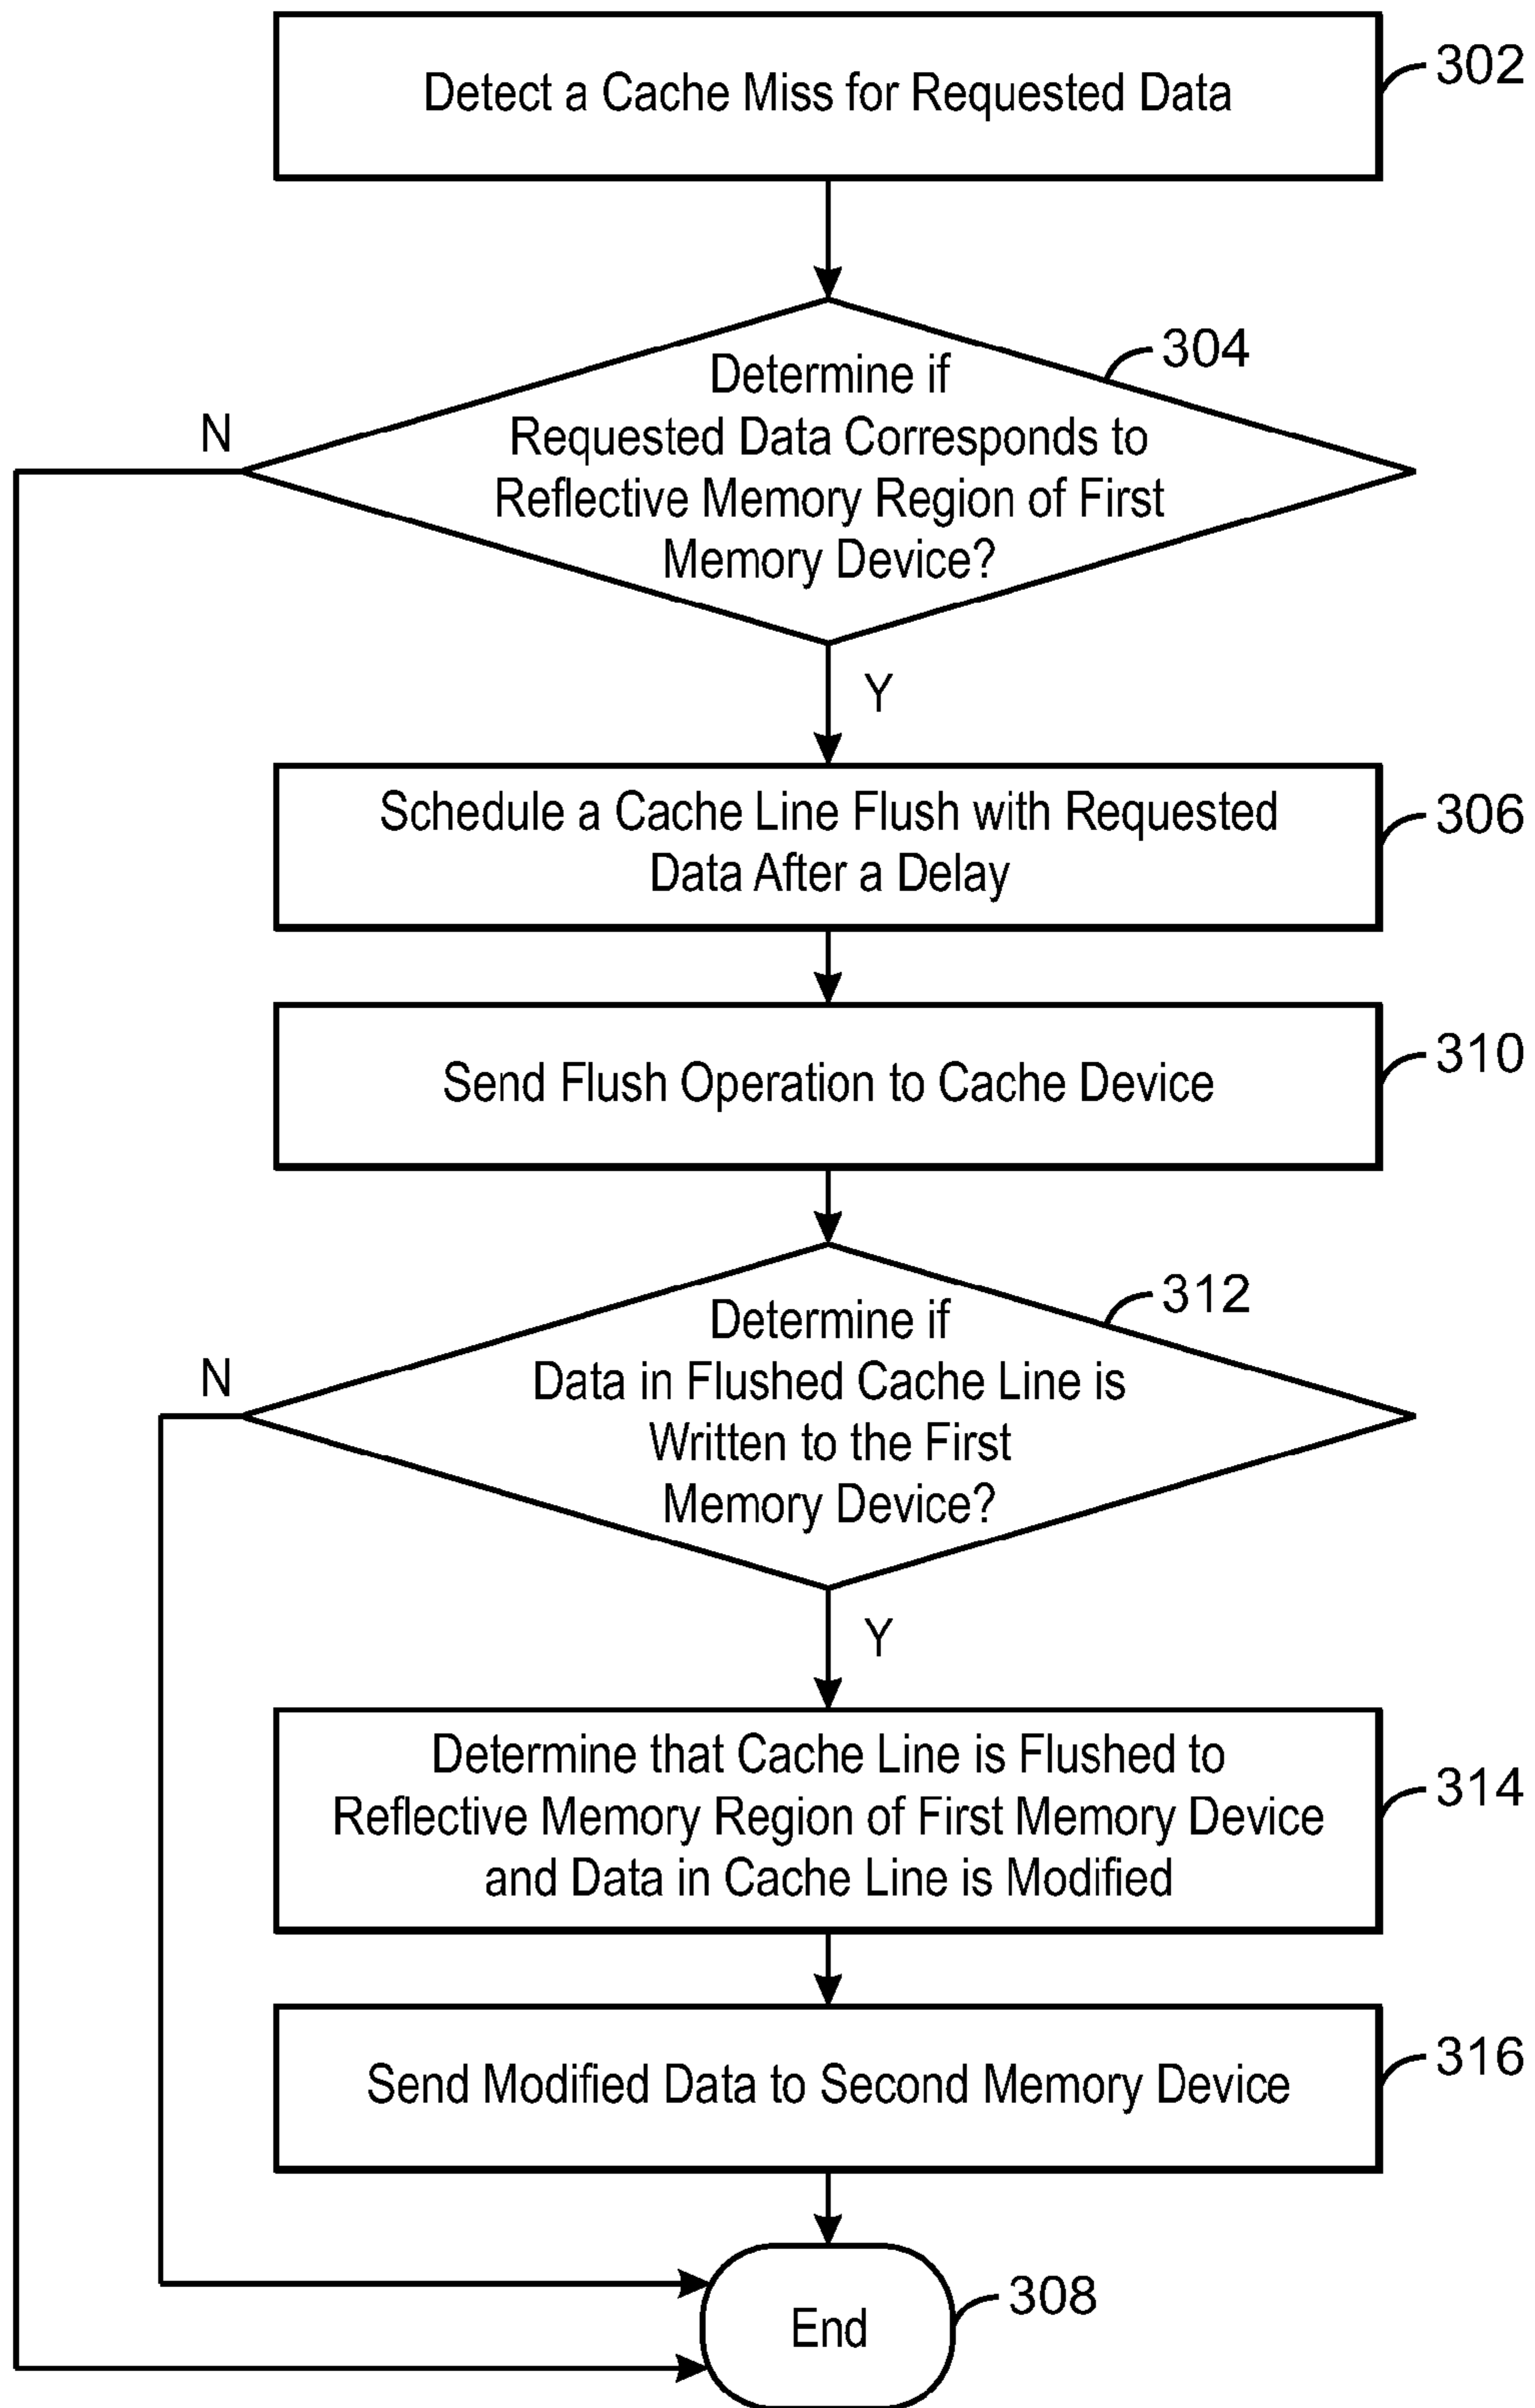 Detect a Cache Miss for Requested Data
302
304
Determine if
Requested Data Corresponds to
Reflective Memory Region of First
Memory Device?
N
Y
Schedule a Cache Line Flush with Requested
Data After a Delay
306
Send Flush Operation to Cache Device
310
312
Determine if
Data in Flushed Cache Line is
Written to the First
Memory Device?
N
Y
Determine that Cache Line is Flushed to
Reflective Memory Region of First Memory Device
and Data in Cache Line is Modified
314
Send Modified Data to Second Memory Device
316
End
308